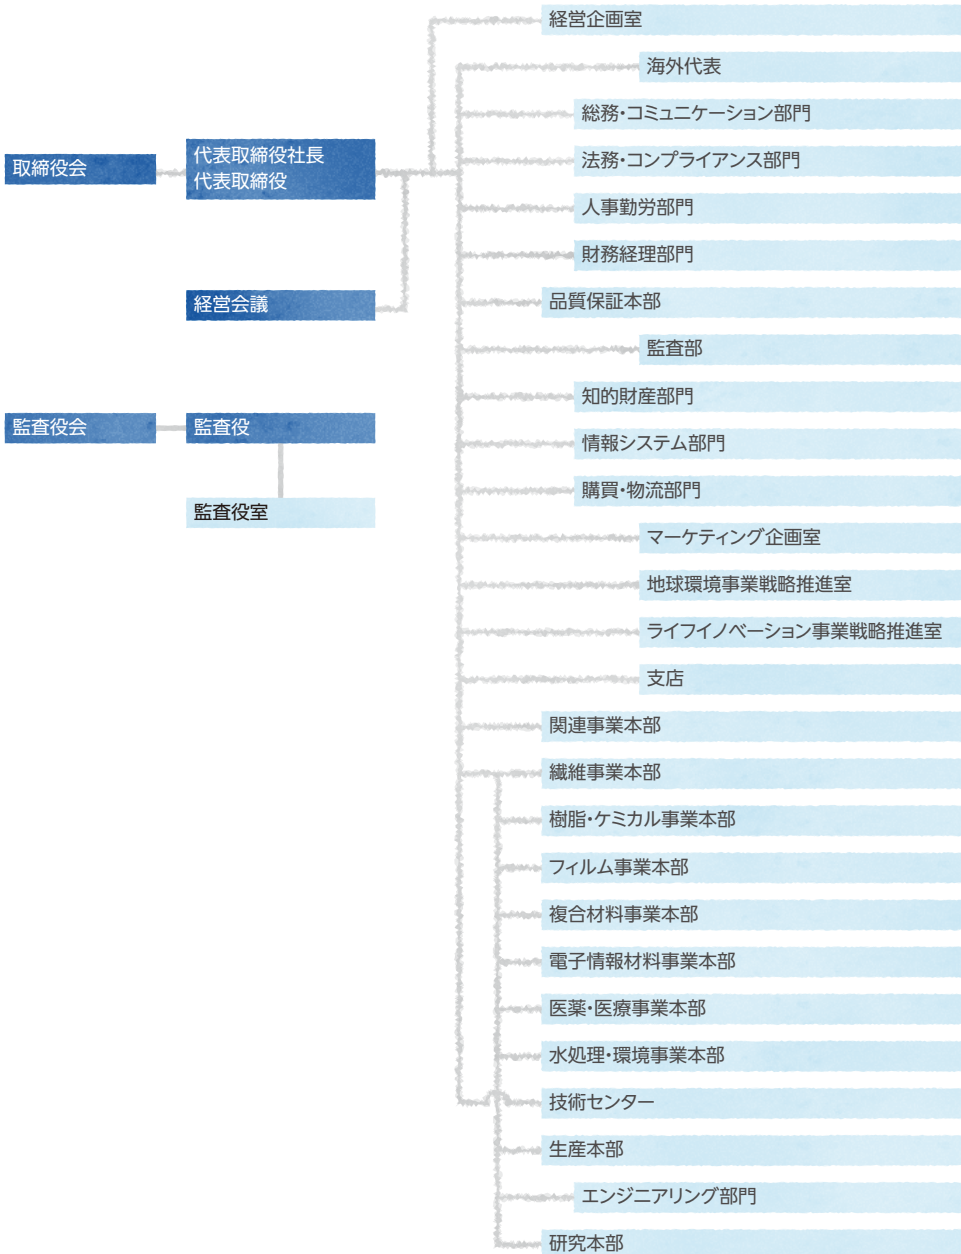 取締役会
代表取締役社長
代表取締役
経営会議
監査役会
監査役
監査役室
経営企画室
海外代表
総務・コミュニケーション部門
法務・コンプライアンス部門
人事勤労部門
財務経理部門
品質保証本部
監査部
知的財産部門
情報システム部門
購買・物流部門
マーケティング企画室
地球環境事業戦略推進室
ライフイノベーション事業戦略推進室
支店
関連事業本部
繊維事業本部
樹脂・ケミカル事業本部
フィルム事業本部
複合材料事業本部
電子情報材料事業本部
医薬・医療事業本部
水処理・環境事業本部
技術センター
生産本部
エンジニアリング部門
研究本部